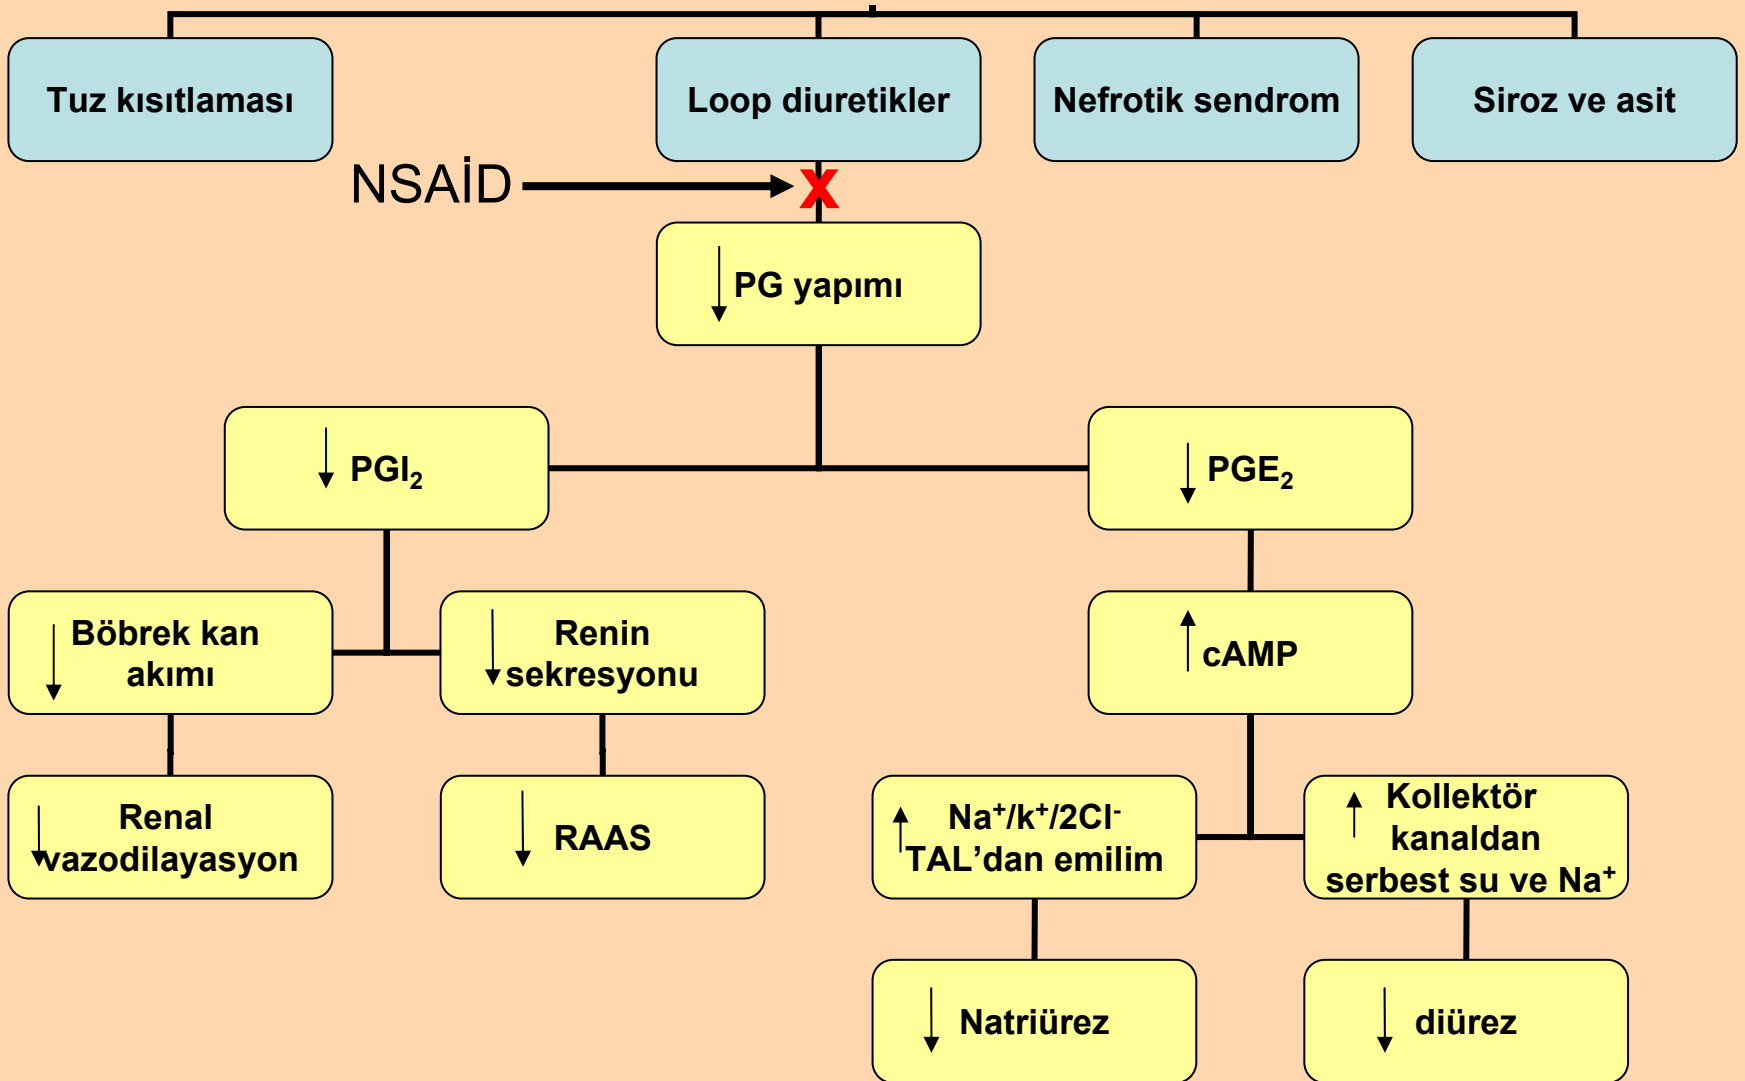 Tuz kısıtlaması
Loop diuretikler
Nefrotik sendrom
Siroz ve asit
NSAİD
X
PG yapımı
PGI₂
PGE₂
Böbrek kan
akımı
Renin
sekresyonu
cAMP
Renal
vazodilayasyon
RAAS
Na⁺/k⁺/2Cl⁻
TAL’dan emilim
Kollektör
kanaldan
serbest su ve Na⁺
Natriürez
diürez